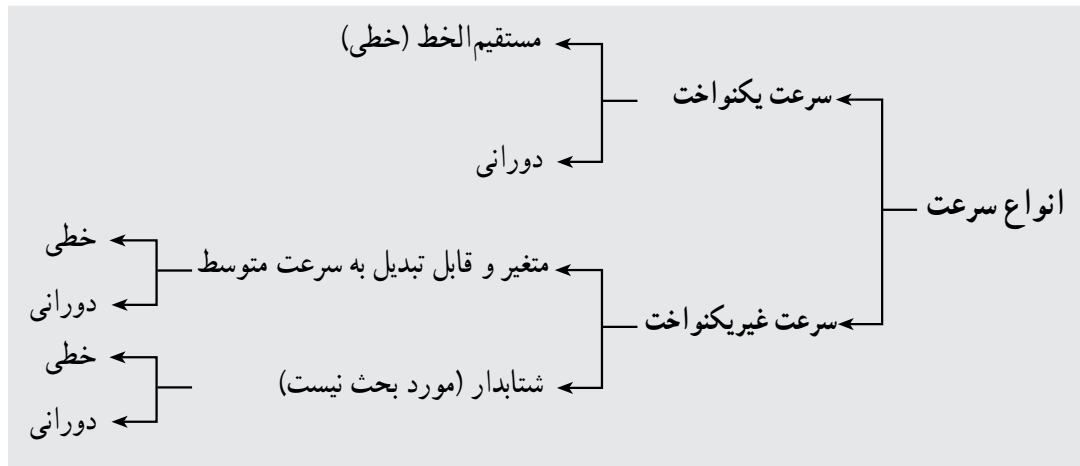 انواع سرعت
سرعت یکنواخت
مستقیم‌الخط (خطی)
دورانی
سرعت غیریکنواخت
متغیر و قابل تبدیل به سرعت متوسط
خطی
دورانی
شتابدار (مورد بحث نیست)
خطی
دورانی